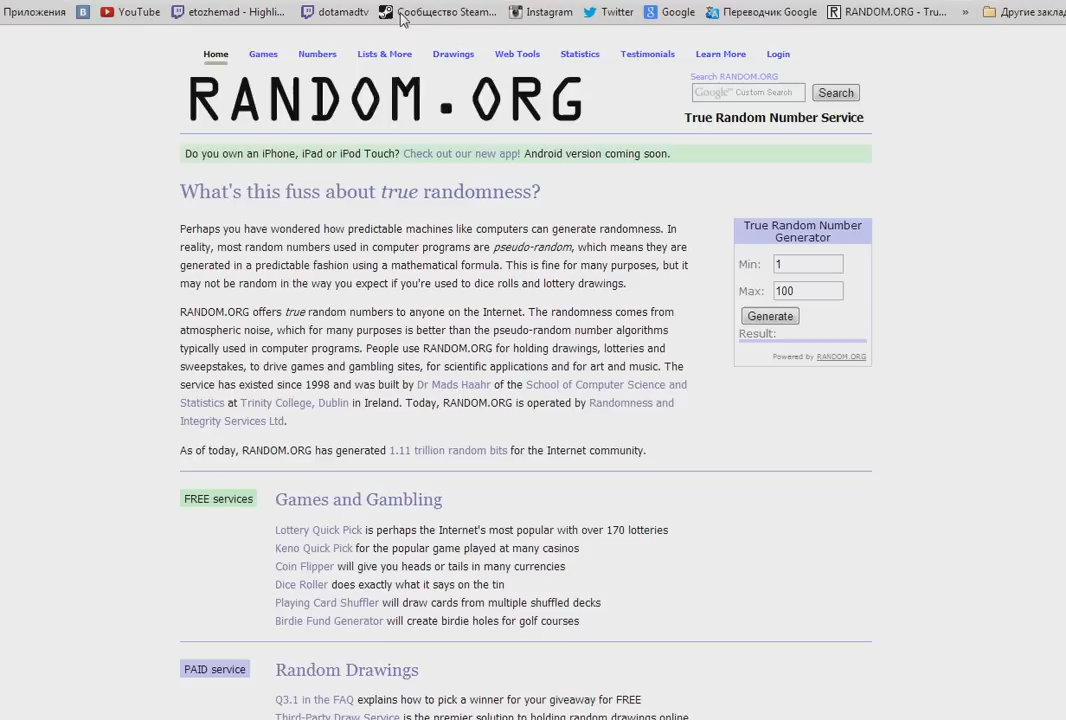 Приложения YouTube etozhemad - Highli... dotamadtv Сообщество Steam... Instagram Twitter Google Переводчик Google RANDOM.ORG - Tru... » Другие заклад
Home Games Numbers Lists & More Drawings Web Tools Statistics Testimonials Learn More Login
RANDOM.ORG
Search RANDOM.ORG
Google™ Custom Search Search
True Random Number Service
Do you own an iPhone, iPad or iPod Touch? Check out our new app! Android version coming soon.
What's this fuss about true randomness?
Perhaps you have wondered how predictable machines like computers can generate randomness. In
reality, most random numbers used in computer programs are pseudo-random, which means they are
generated in a predictable fashion using a mathematical formula. This is fine for many purposes, but it
may not be random in the way you expect if you're used to dice rolls and lottery drawings.
RANDOM.ORG offers true random numbers to anyone on the Internet. The randomness comes from
atmospheric noise, which for many purposes is better than the pseudo-random number algorithms
typically used in computer programs. People use RANDOM.ORG for holding drawings, lotteries and
sweepstakes, to drive games and gambling sites, for scientific applications and for art and music. The
service has existed since 1998 and was built by Dr Mads Haahr of the School of Computer Science and
Statistics at Trinity College, Dublin in Ireland. Today, RANDOM.ORG is operated by Randomness and
Integrity Services Ltd.
As of today, RANDOM.ORG has generated 1.11 trillion random bits for the Internet community.
True Random Number
Generator
Min: 1
Max: 100
Generate
Result:
Powered by RANDOM.ORG
FREE services
Games and Gambling
Lottery Quick Pick is perhaps the Internet's most popular with over 170 lotteries
Keno Quick Pick for the popular game played at many casinos
Coin Flipper will give you heads or tails in many currencies
Dice Roller does exactly what it says on the tin
Playing Card Shuffler will draw cards from multiple shuffled decks
Birdie Fund Generator will create birdie holes for golf courses
PAID service
Random Drawings
Q3.1 in the FAQ explains how to pick a winner for your giveaway for FREE
Third-Party Draw Service is the premier solution to holding random drawings online